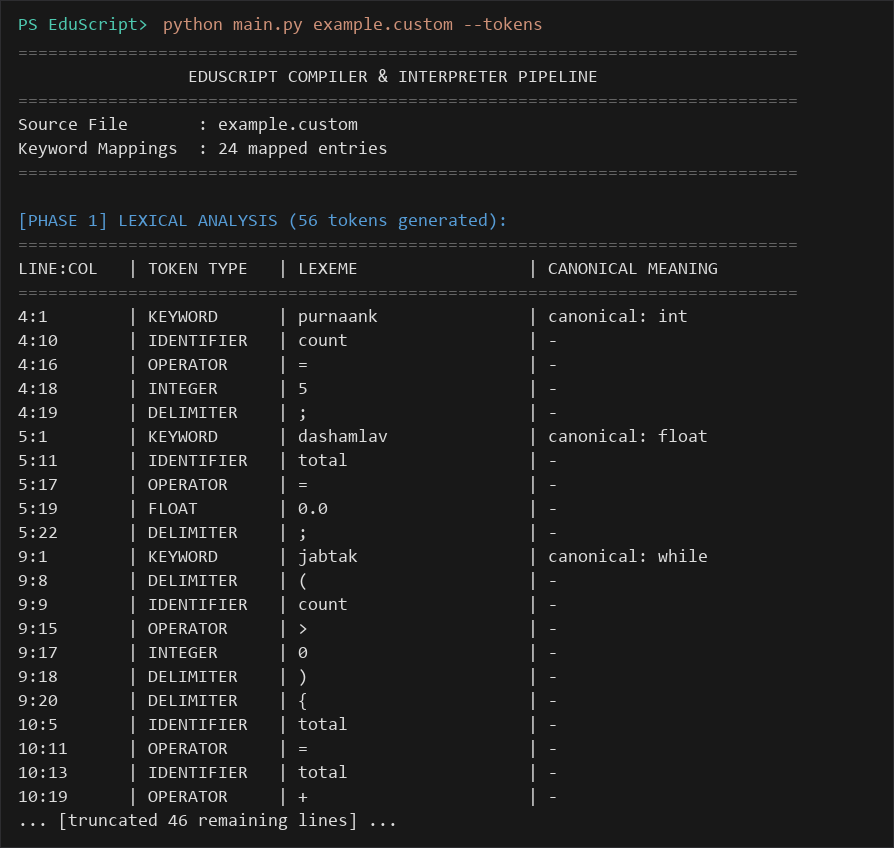 PS EduScript> python main.py example.custom --tokens
==============================================================================
EDUSCRIPT COMPILER & INTERPRETER PIPELINE
==============================================================================
Source File       : example.custom
Keyword Mappings  : 24 mapped entries
==============================================================================
[PHASE 1] LEXICAL ANALYSIS (56 tokens generated):
==============================================================================
LINE:COL   | TOKEN TYPE   | LEXEME                 | CANONICAL MEANING
==============================================================================
4:1        | KEYWORD      | purnaank               | canonical: int
4:10       | IDENTIFIER   | count                  | -
4:16       | OPERATOR     | =                      | -
4:18       | INTEGER      | 5                      | -
4:19       | DELIMITER    | ;                      | -
5:1        | KEYWORD      | dashamlav              | canonical: float
5:11       | IDENTIFIER   | total                  | -
5:17       | OPERATOR     | =                      | -
5:19       | FLOAT        | 0.0                    | -
5:22       | DELIMITER    | ;                      | -
9:1        | KEYWORD      | jabtak                 | canonical: while
9:8        | DELIMITER    | (                      | -
9:9        | IDENTIFIER   | count                  | -
9:15       | OPERATOR     | >                      | -
9:17       | INTEGER      | 0                      | -
9:18       | DELIMITER    | )                      | -
9:20       | DELIMITER    | {                      | -
10:5       | IDENTIFIER   | total                  | -
10:11      | OPERATOR     | =                      | -
10:13      | IDENTIFIER   | total                  | -
10:19      | OPERATOR     | +                      | -
... [truncated 46 remaining lines] ...